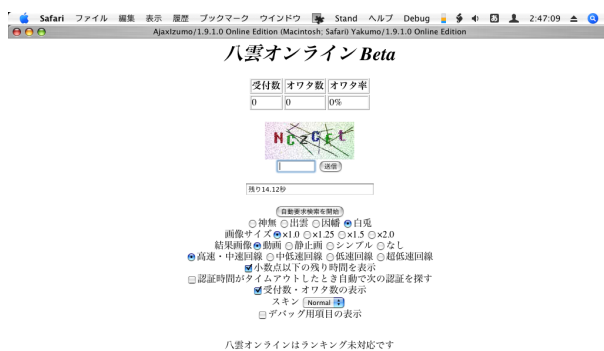 Safari ファイル 編集 表示 履歴 ブックマーク ウインドウ Stand ヘルプ Debug 2:47:09
AjaxIzumo/1.9.1.0 Online Edition (Macintosh; Safari) Yakumo/1.9.1.0 Online Edition
八雲オンライン Beta
受付数 オワタ数 オワタ率
0 0 0%
送信
残り14.12秒
自動要求検索を開始
神無 出雲 因幡 白兎
画像サイズ ×1.0 ×1.25 ×1.5 ×2.0
結果画像 動画 静止画 シンプル なし
高速・中速回線 中低速回線 低速回線 超低速回線
小数点以下の残り時間を表示
認証時間がタイムアウトしたとき自動で次の認証を探す
受付数・オワタ数の表示
スキン Normal
デバッグ用項目の表示
八雲オンラインはランキング未対応です